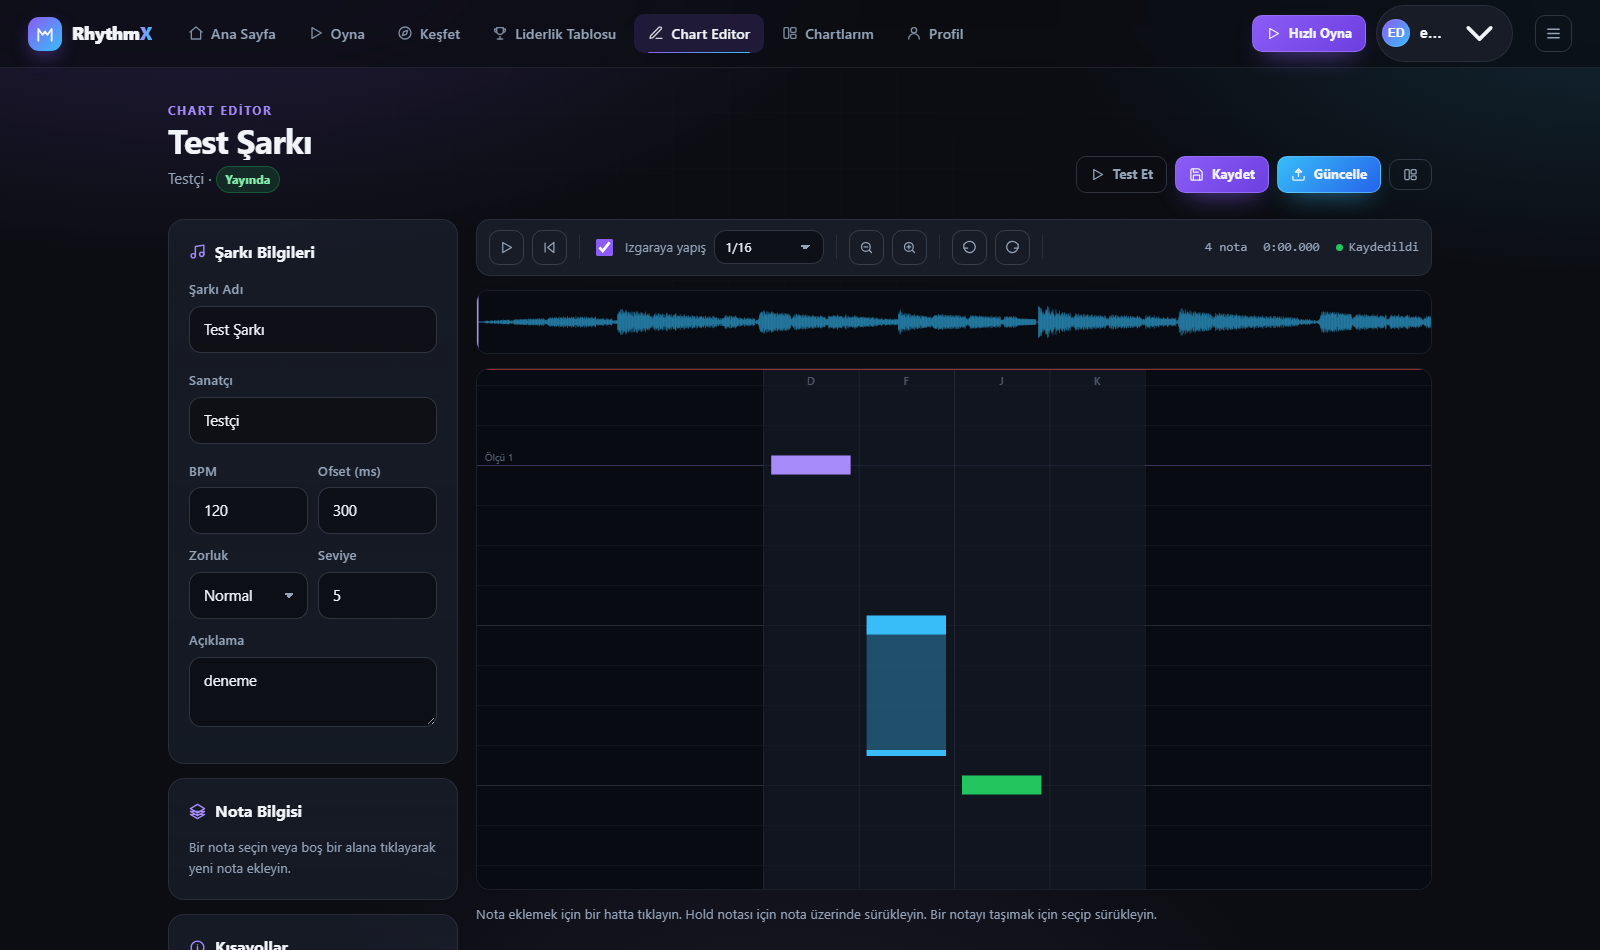 RhythmX
Ana Sayfa
Oyna
Keşfet
Liderlik Tablosu
Chart Editor
Chartlarım
Profil
Hızlı Oyna
ED
e...
CHART EDİTOR
Test Şarkı
Testçi · Yayında
Test Et
Kaydet
Güncelle
Şarkı Bilgileri
Şarkı Adı
Test Şarkı
Sanatçı
Testçi
BPM
Ofset (ms)
120
300
Zorluk
Seviye
Normal
5
Açıklama
deneme
Nota Bilgisi
Bir nota seçin veya boş bir alana tıklayarak
yeni nota ekleyin.
Kısayollar
Izgaraya yapış
1/16
4 nota
0:00.000
Kaydedildi
D
F
J
K
Ölçü 1
Nota eklemek için bir hatta tıklayın. Hold notası için nota üzerinde sürükleyin. Bir notayı taşımak için seçip sürükleyin.